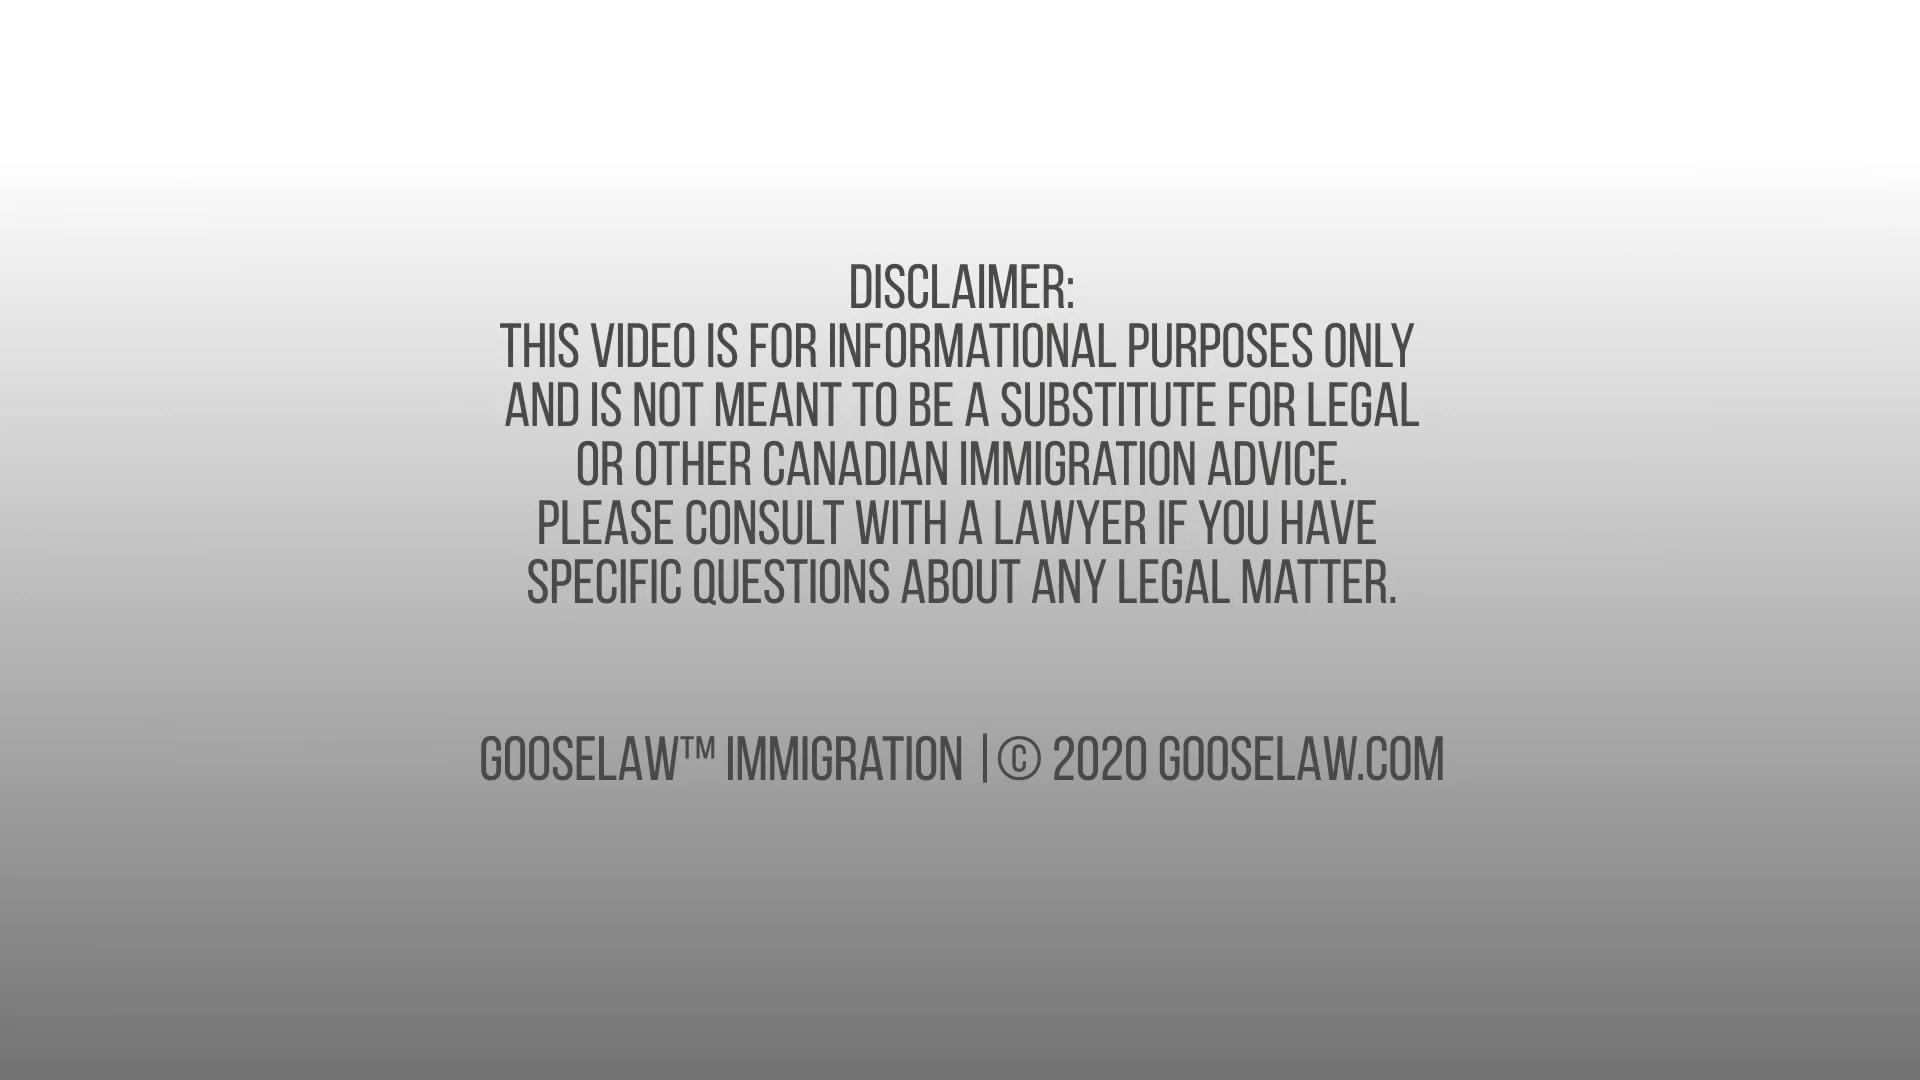 DISCLAIMER:
THIS VIDEO IS FOR INFORMATIONAL PURPOSES ONLY
AND IS NOT MEANT TO BE A SUBSTITUTE FOR LEGAL
OR OTHER CANADIAN IMMIGRATION ADVICE.
PLEASE CONSULT WITH A LAWYER IF YOU HAVE
SPECIFIC QUESTIONS ABOUT ANY LEGAL MATTER.
GOOSELAW™ IMMIGRATION | © 2020 GOOSELAW.COM